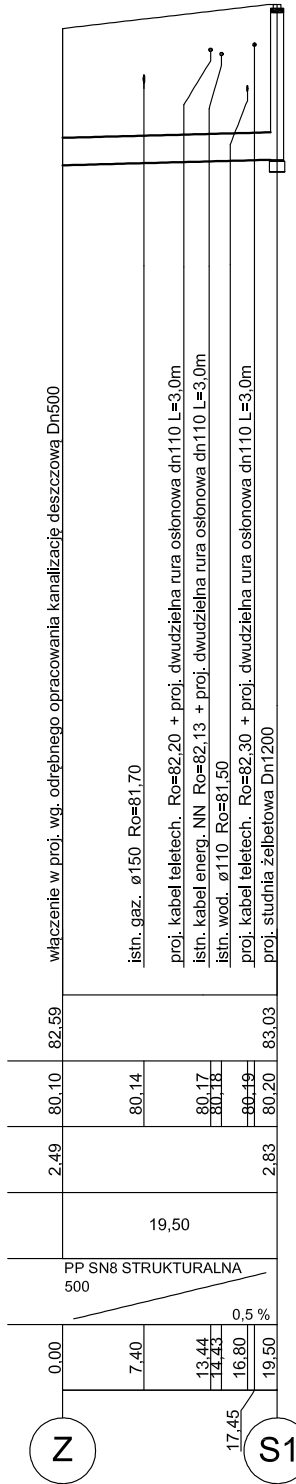 włączenie w proj. wg. odrębnego opracowania kanalizację deszczową Dn500
istn. gaz. ø150 Ro=81,70
proj. kabel teletech. Ro=82,20 + proj. dwudzielna rura osłonowa dn110 L=3,0m
istn. kabel energ. NN Ro=82,13 + proj. dwudzielna rura osłonowa dn110 L=3,0m
istn. wod. ø110 Ro=81,50
proj. kabel teletech. Ro=82,30 + proj. dwudzielna rura osłonowa dn110 L=3,0m
proj. studnia żelbetowa Dn1200
82,59
83,03
80,10
80,14
80,17
80,18
80,19
80,20
2,49
2,83
19,50
PP SN8 STRUKTURALNA
500
0,5 %
0,00
7,40
13,44
14,43
16,80
17,45
19,50
Z
S1